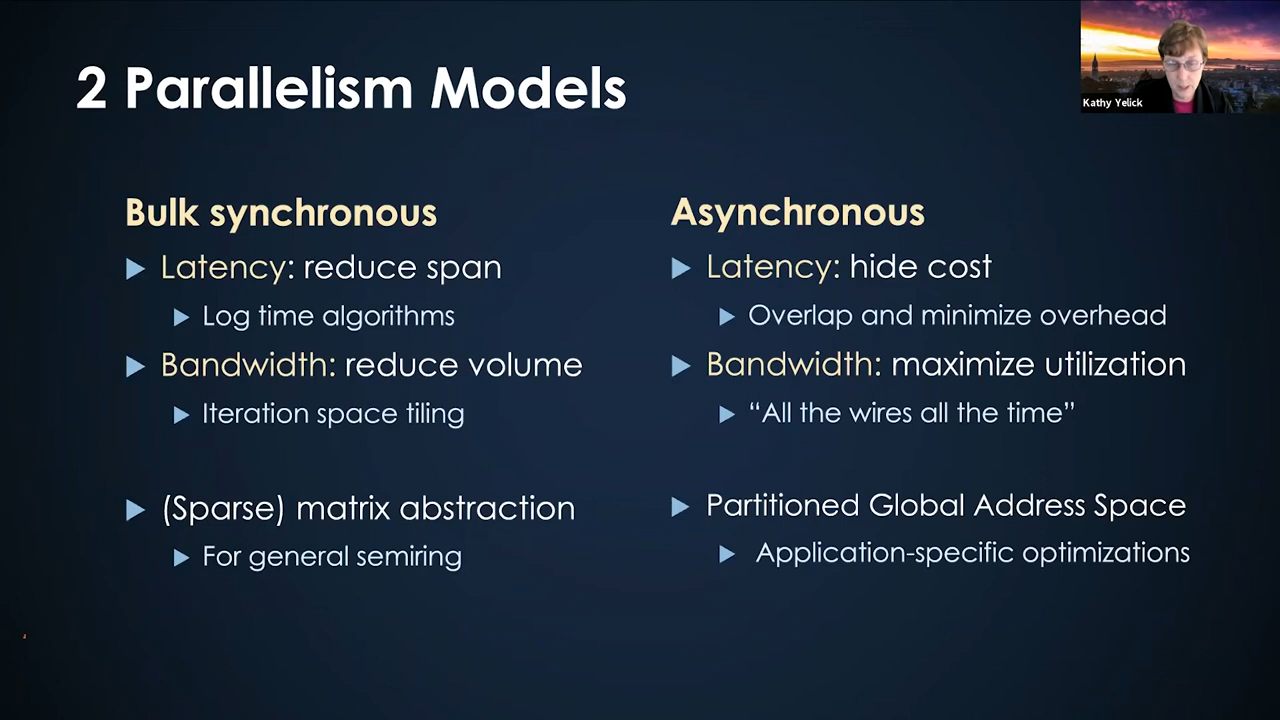 2 Parallelism Models
Kathy Yelick
Bulk synchronous
Latency: reduce span
Log time algorithms
Bandwidth: reduce volume
Iteration space tiling
(Sparse) matrix abstraction
For general semiring
Asynchronous
Latency: hide cost
Overlap and minimize overhead
Bandwidth: maximize utilization
“All the wires all the time”
Partitioned Global Address Space
Application-specific optimizations